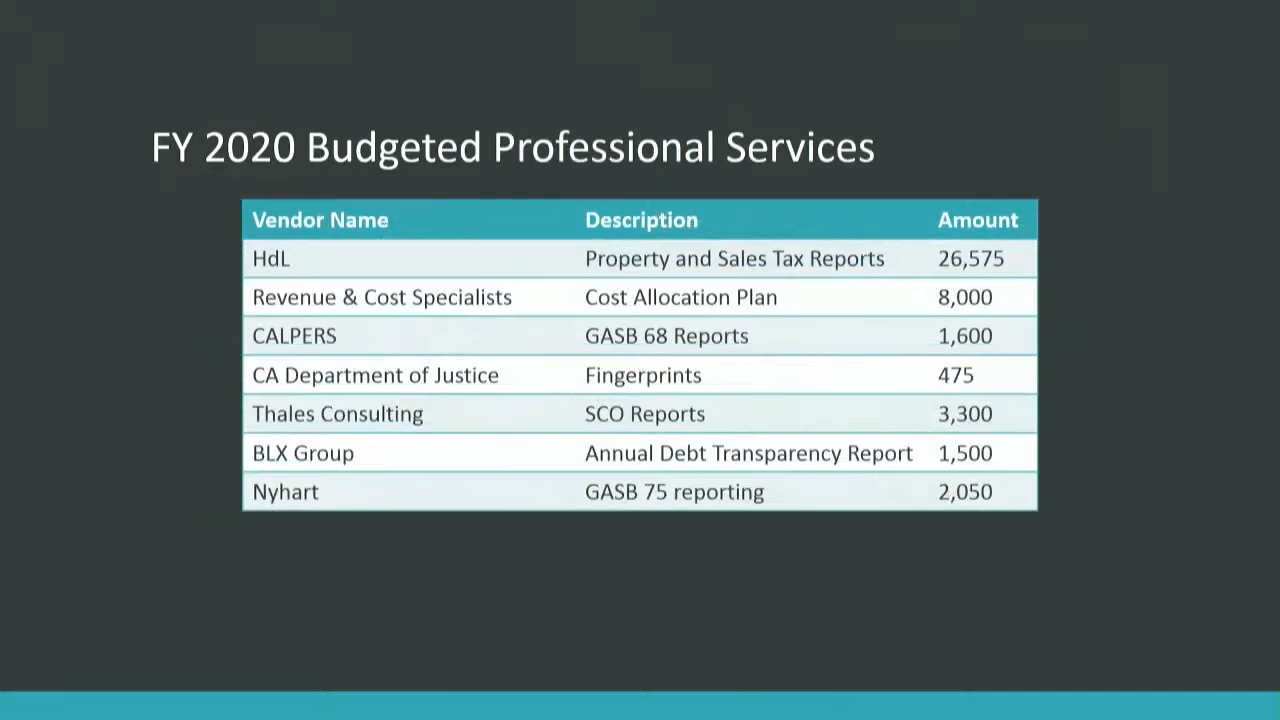 FY 2020 Budgeted Professional Services
Vendor Name Description Amount
HdL Property and Sales Tax Reports 26,575
Revenue & Cost Specialists Cost Allocation Plan 8,000
CALPERS GASB 68 Reports 1,600
CA Department of Justice Fingerprints 475
Thales Consulting SCO Reports 3,300
BLX Group Annual Debt Transparency Report 1,500
Nyhart GASB 75 reporting 2,050